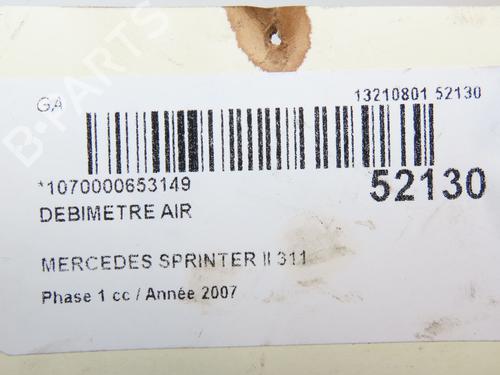 GA
13210801 52130
*1070000653149
52130
DEBIMETRE AIR
MERCEDES SPRINTER II 311
Phase 1 cc / Année 2007
B-PARTS